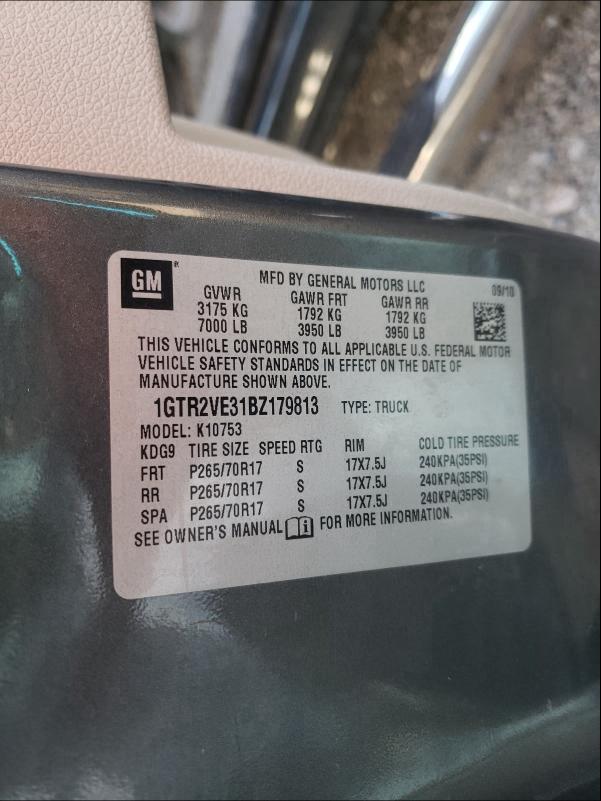 GM ®
MFD BY GENERAL MOTORS LLC 09/10
GVWR GAWR FRT GAWR RR
3175 KG 1792 KG 1792 KG
7000 LB 3950 LB 3950 LB
THIS VEHICLE CONFORMS TO ALL APPLICABLE U.S. FEDERAL MOTOR
VEHICLE SAFETY STANDARDS IN EFFECT ON THE DATE OF
MANUFACTURE SHOWN ABOVE.
1GTR2VE31BZ179813 TYPE: TRUCK
MODEL: K10753
KDG9 TIRE SIZE SPEED RTG RIM COLD TIRE PRESSURE
FRT P265/70R17 S 17X7.5J 240KPA(35PSI)
RR P265/70R17 S 17X7.5J 240KPA(35PSI)
SPA P265/70R17 S 17X7.5J 240KPA(35PSI)
SEE OWNER'S MANUAL i FOR MORE INFORMATION.